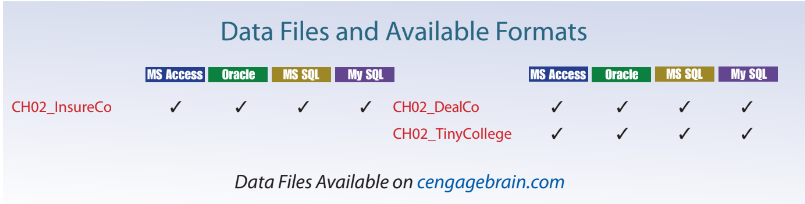 Data Files and Available Formats
MS Access Oracle MS SQL My SQL MS Access Oracle MS SQL My SQL
CH02_InsureCo ✓ ✓ ✓ ✓ CH02_DealCo ✓ ✓ ✓ ✓
CH02_TinyCollege ✓ ✓ ✓ ✓
Data Files Available on cengagebrain.com